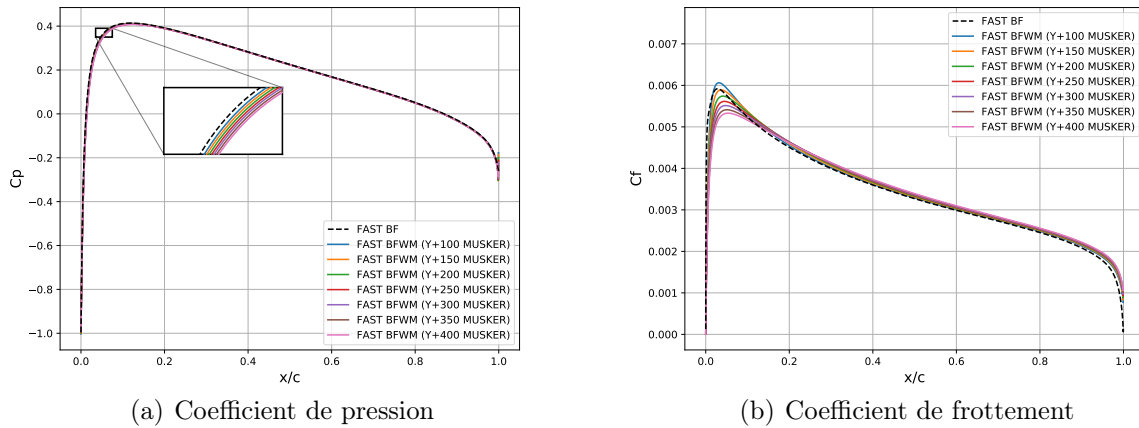 0.4
0.2
0.0
−0.2
−0.4
−0.6
−0.8
−1.0
Cp
0.0 0.2 0.4 0.6 0.8 1.0
x/c
FAST BF
FAST BFWM (Y+100 MUSKER)
FAST BFWM (Y+150 MUSKER)
FAST BFWM (Y+200 MUSKER)
FAST BFWM (Y+250 MUSKER)
FAST BFWM (Y+300 MUSKER)
FAST BFWM (Y+350 MUSKER)
FAST BFWM (Y+400 MUSKER)
(a) Coefficient de pression
0.007
0.006
0.005
0.004
0.003
0.002
0.001
0.000
Cf
0.0 0.2 0.4 0.6 0.8 1.0
x/c
FAST BF
FAST BFWM (Y+100 MUSKER)
FAST BFWM (Y+150 MUSKER)
FAST BFWM (Y+200 MUSKER)
FAST BFWM (Y+250 MUSKER)
FAST BFWM (Y+300 MUSKER)
FAST BFWM (Y+350 MUSKER)
FAST BFWM (Y+400 MUSKER)
(b) Coefficient de frottement